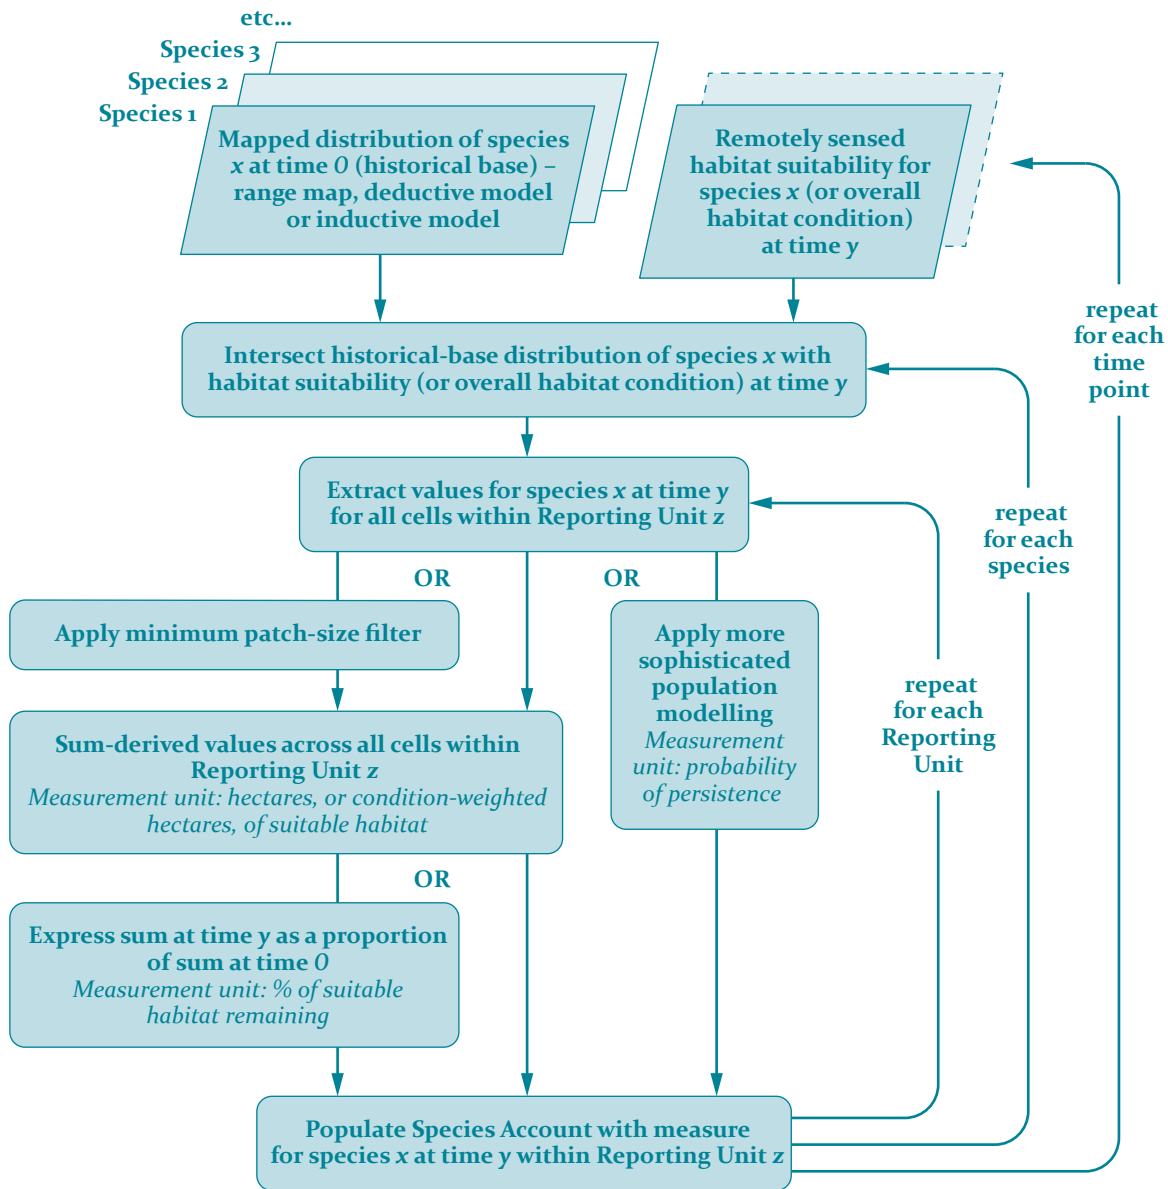 etc...
Species 3
Species 2
Species 1
Mapped distribution of species
x at time 0 (historical base) –
range map, deductive model
or inductive model
Remotely sensed
habitat suitability for
species x (or overall
habitat condition)
at time y
repeat
for each
time
point
Intersect historical-base distribution of species x with
habitat suitability (or overall habitat condition) at time y
Extract values for species x at time y
for all cells within Reporting Unit z
repeat
for each
species
OR
OR
Apply minimum patch-size filter
Apply more
sophisticated
population
modelling
Measurement
unit: probability
of persistence
repeat
for each
Reporting
Unit
Sum-derived values across all cells within
Reporting Unit z
Measurement unit: hectares, or condition-weighted
hectares, of suitable habitat
OR
Express sum at time y as a proportion
of sum at time 0
Measurement unit: % of suitable
habitat remaining
Populate Species Account with measure
for species x at time y within Reporting Unit z